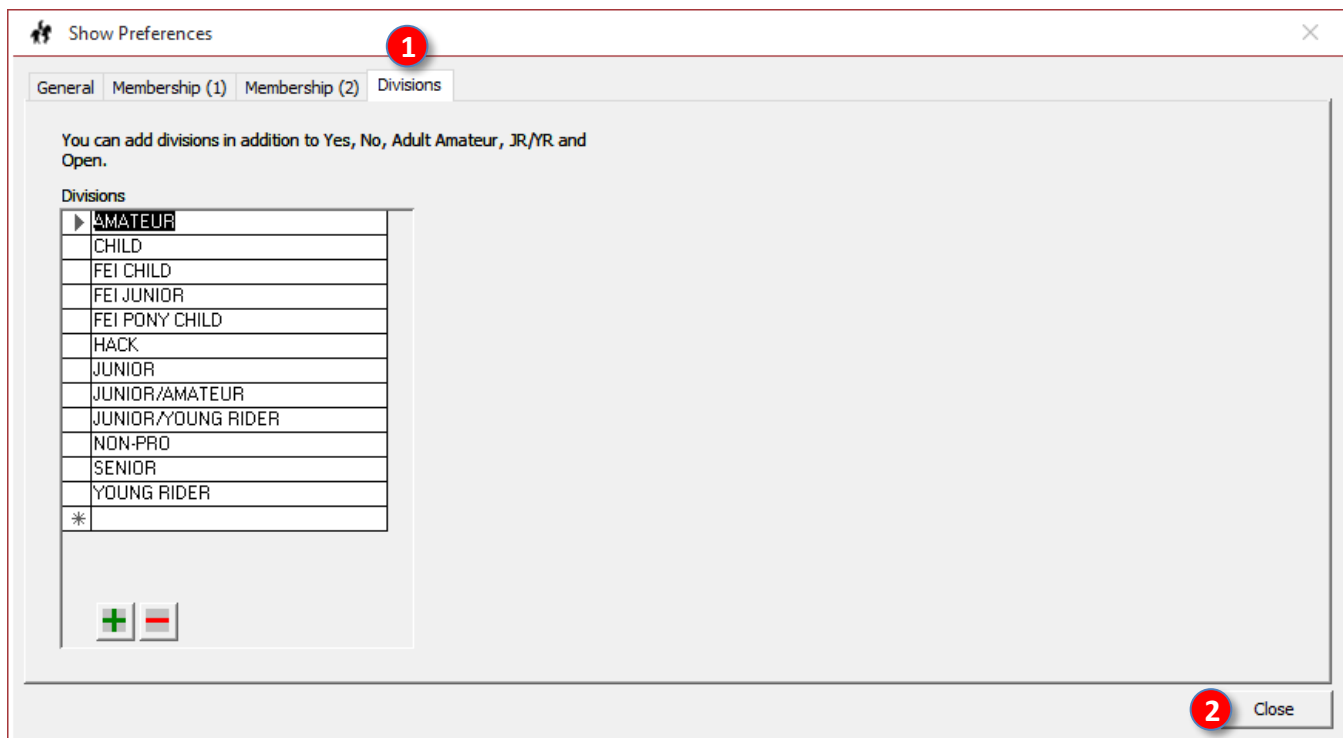 Show Preferences
1
General Membership (1) Membership (2) Divisions
You can add divisions in addition to Yes, No, Adult Amateur, JR/YR and
Open.
Divisions
AMATEUR
CHILD
FEI CHILD
FEI JUNIOR
FEI PONY CHILD
HACK
JUNIOR
JUNIOR/AMATEUR
JUNIOR/YOUNG RIDER
NON-PRO
SENIOR
YOUNG RIDER
2 Close